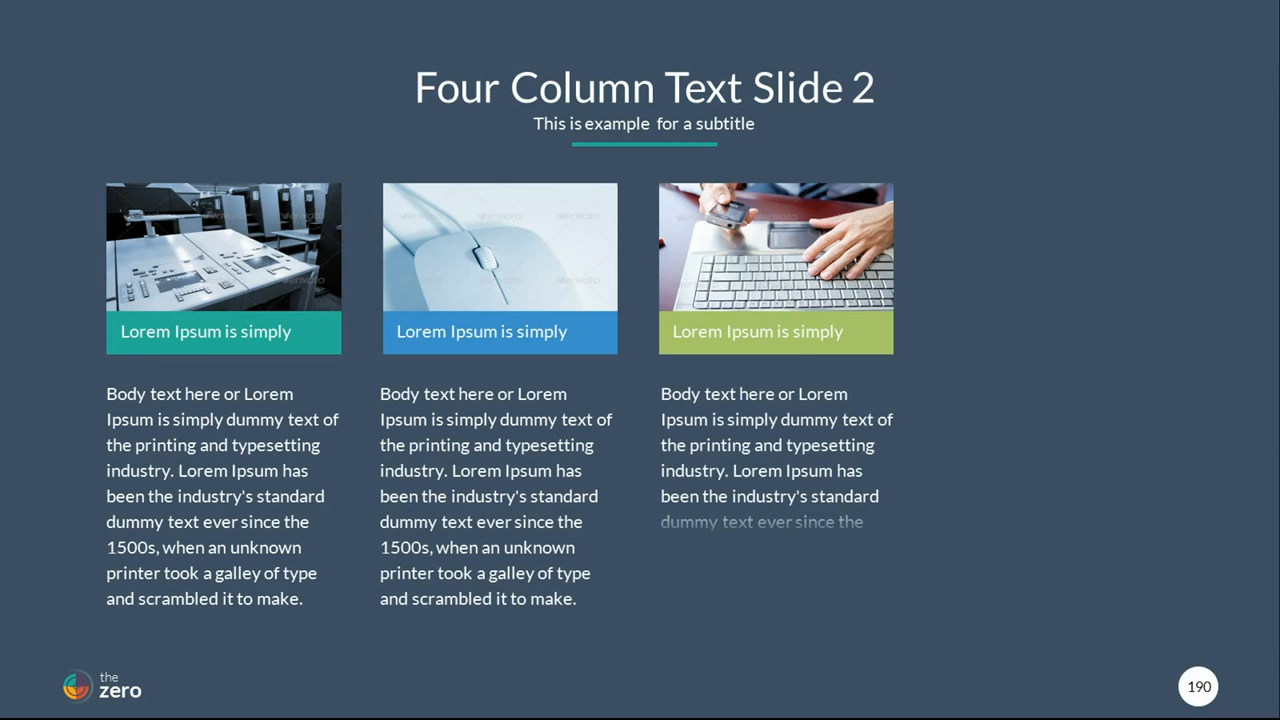 Four Column Text Slide 2
This is example for a subtitle
Lorem Ipsum is simply
Body text here or Lorem
Ipsum is simply dummy text of
the printing and typesetting
industry. Lorem Ipsum has
been the industry's standard
dummy text ever since the
1500s, when an unknown
printer took a galley of type
and scrambled it to make.
Lorem Ipsum is simply
Body text here or Lorem
Ipsum is simply dummy text of
the printing and typesetting
industry. Lorem Ipsum has
been the industry's standard
dummy text ever since the
1500s, when an unknown
printer took a galley of type
and scrambled it to make.
Lorem Ipsum is simply
Body text here or Lorem
Ipsum is simply dummy text of
the printing and typesetting
industry. Lorem Ipsum has
been the industry's standard
dummy text ever since the
the
zero
190